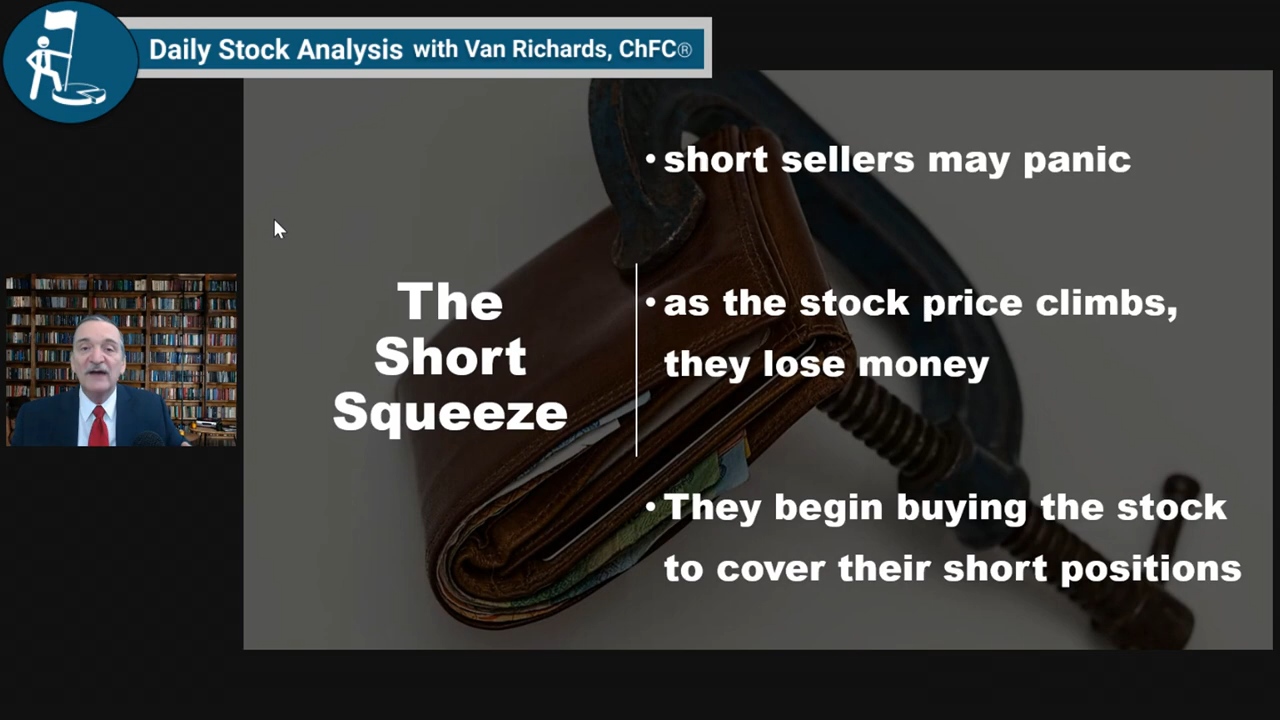 Daily Stock Analysis with Van Richards, ChFC®
The
Short
Squeeze
• short sellers may panic
• as the stock price climbs,
they lose money
• They begin buying the stock
to cover their short positions